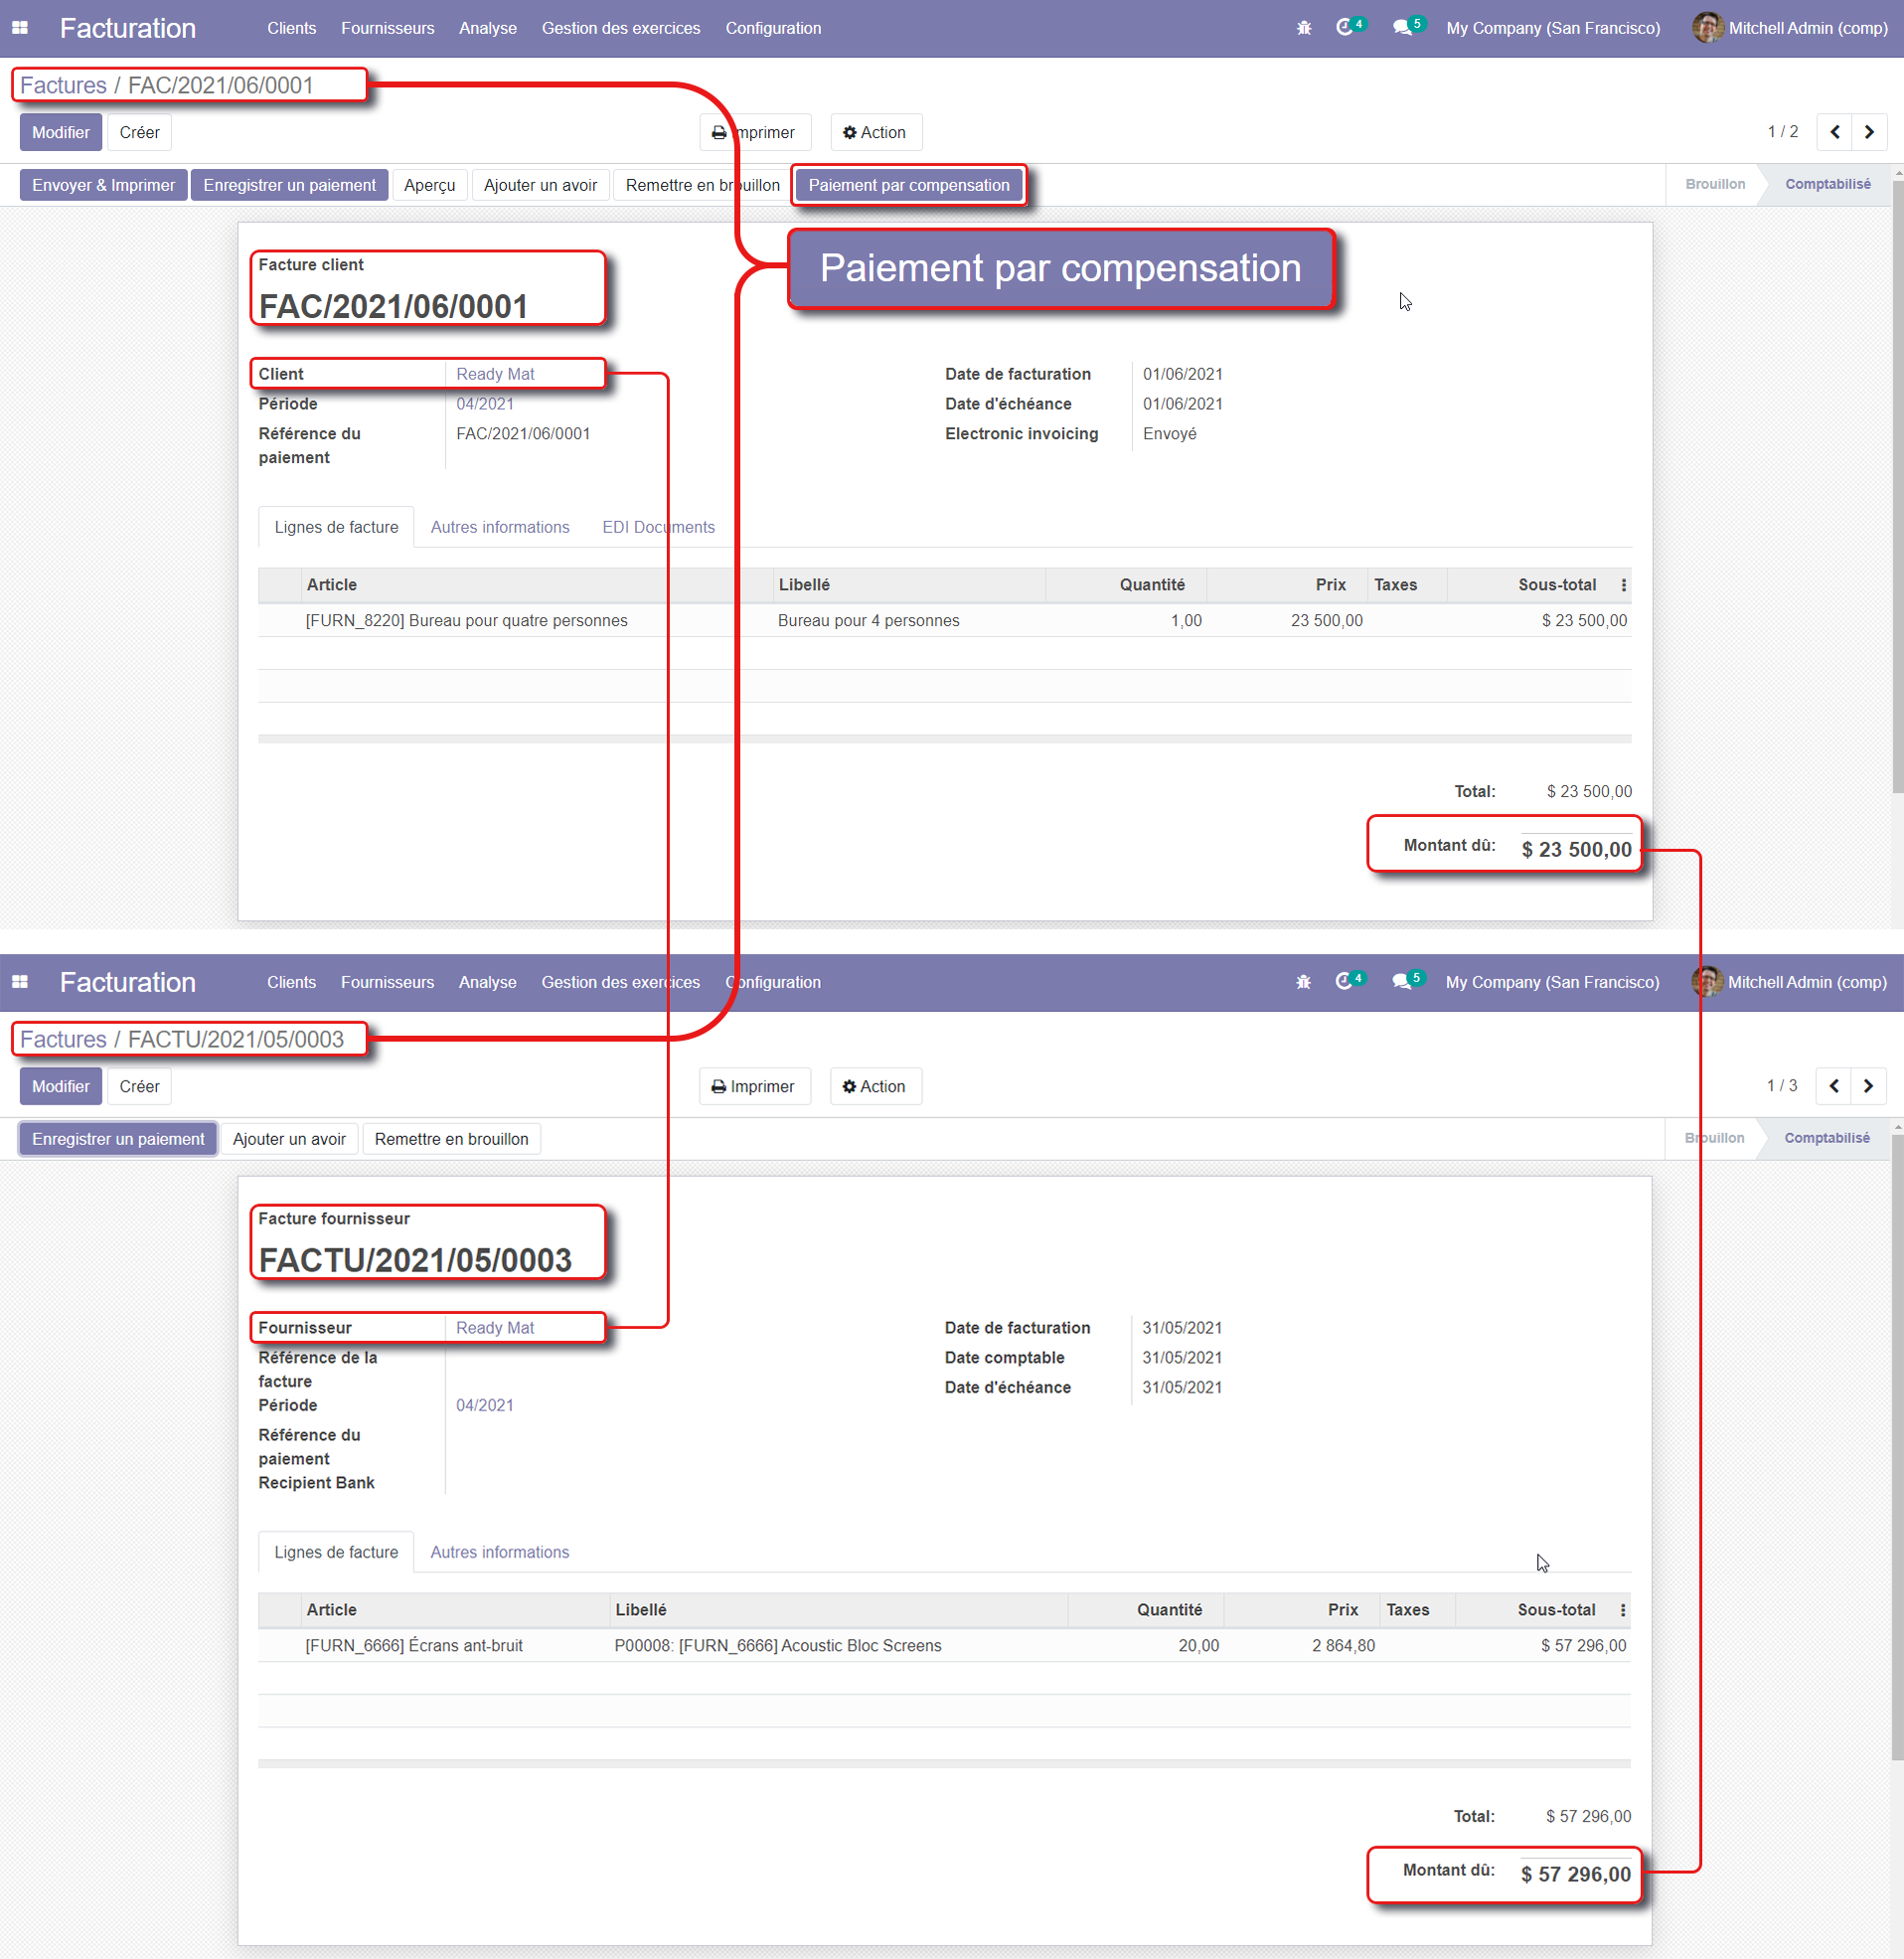 Facturation Clients Fournisseurs Analyse Gestion des exercices Configuration 4 5 My Company (San Francisco) Mitchell Admin (comp)
Factures / FAC/2021/06/0001
Modifier Créer Imprimer Action 1 / 2
Envoyer & Imprimer Enregistrer un paiement Aperçu Ajouter un avoir Remettre en brouillon Paiement par compensation Brouillon Comptabilisé
Paiement par compensation
Facture client
FAC/2021/06/0001
Client Ready Mat Date de facturation 01/06/2021
Période 04/2021 Date d'échéance 01/06/2021
Référence du FAC/2021/06/0001 Electronic invoicing Envoyé
paiement
Lignes de facture Autres informations EDI Documents
Article Libellé Quantité Prix Taxes Sous-total
[FURN_8220] Bureau pour quatre personnes Bureau pour 4 personnes 1,00 23 500,00 $ 23 500,00
Total: $ 23 500,00
Montant dû: $ 23 500,00
Facturation Clients Fournisseurs Analyse Gestion des exercices Configuration 4 5 My Company (San Francisco) Mitchell Admin (comp)
Factures / FACTU/2021/05/0003
Modifier Créer Imprimer Action 1 / 3
Enregistrer un paiement Ajouter un avoir Remettre en brouillon Brouillon Comptabilisé
Facture fournisseur
FACTU/2021/05/0003
Fournisseur Ready Mat Date de facturation 31/05/2021
Référence de la Date comptable 31/05/2021
facture Date d'échéance 31/05/2021
Période 04/2021
Référence du
paiement
Recipient Bank
Lignes de facture Autres informations
Article Libellé Quantité Prix Taxes Sous-total
[FURN_6666] Écrans ant-bruit P00008: [FURN_6666] Acoustic Bloc Screens 20,00 2 864,80 $ 57 296,00
Total: $ 57 296,00
Montant dû: $ 57 296,00